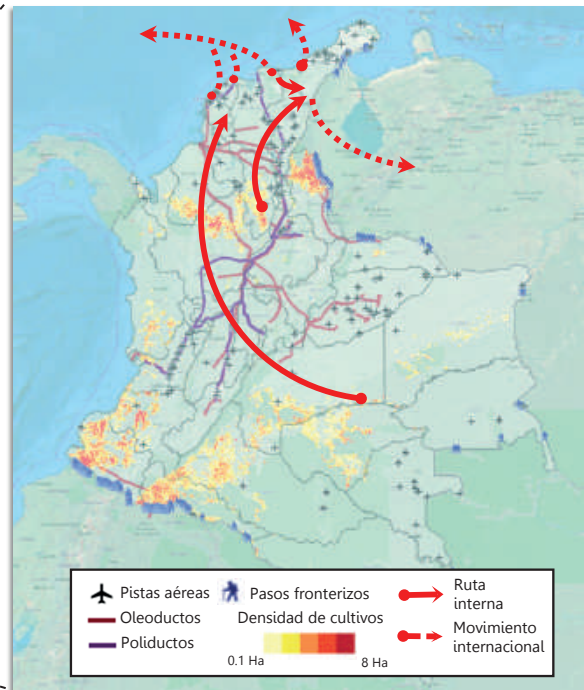 Pistas aéreas
Pasos fronterizos
Ruta
interna
Oleoductos
Densidad de cultivos
Movimiento
internacional
Poliductos
0.1 Ha
8 Ha